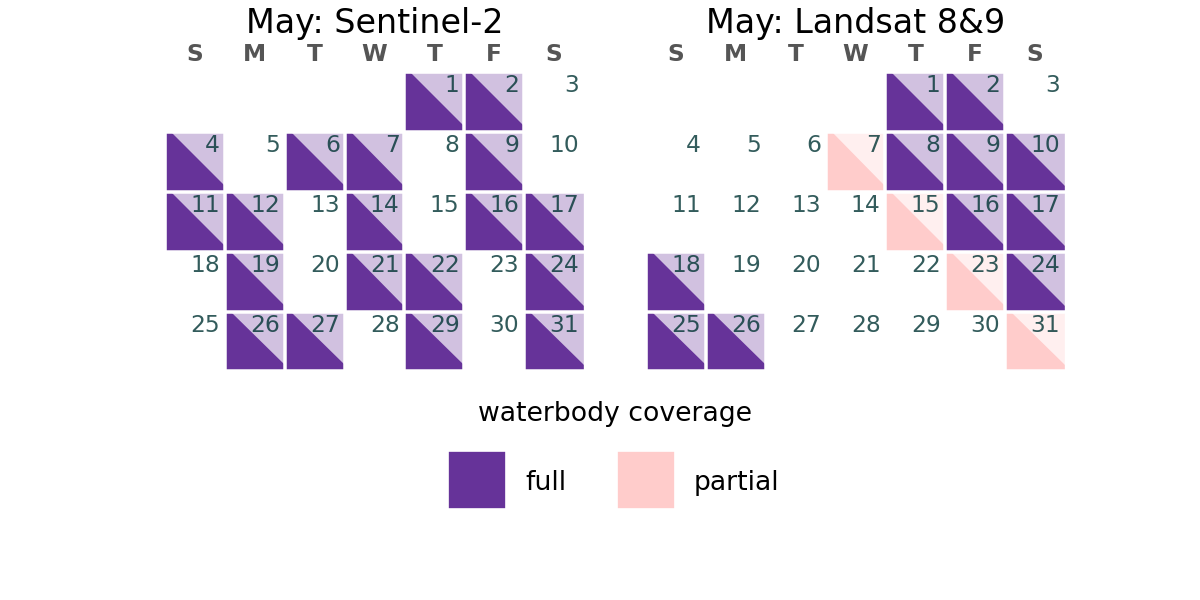 May: Sentinel-2
S M T W T F S
1 2 3
4 5 6 7 8 9 10
11 12 13 14 15 16 17
18 19 20 21 22 23 24
25 26 27 28 29 30 31
May: Landsat 8&9
S M T W T F S
1 2 3
4 5 6 7 8 9 10
11 12 13 14 15 16 17
18 19 20 21 22 23 24
25 26 27 28 29 30 31
waterbody coverage
full partial